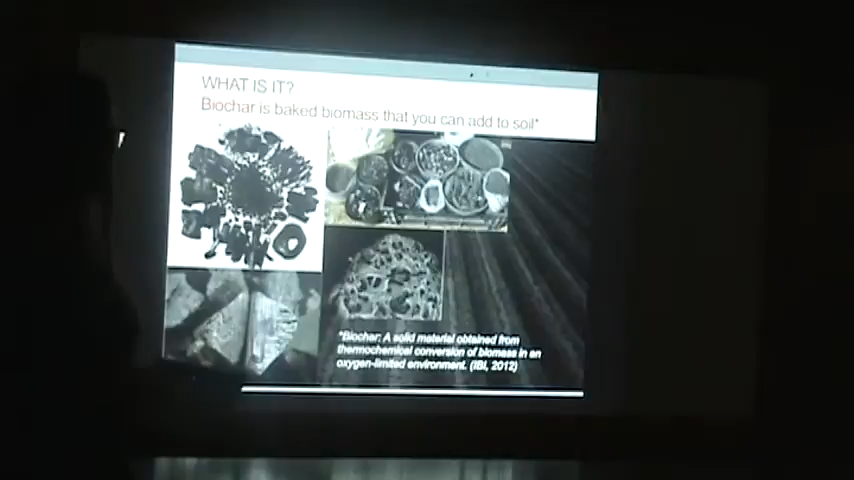 WHAT IS IT?
Biochar is baked biomass that you can add to soil*
*Biochar: A solid material obtained from
thermochemical conversion of biomass in an
oxygen-limited environment. (IBI, 2012)